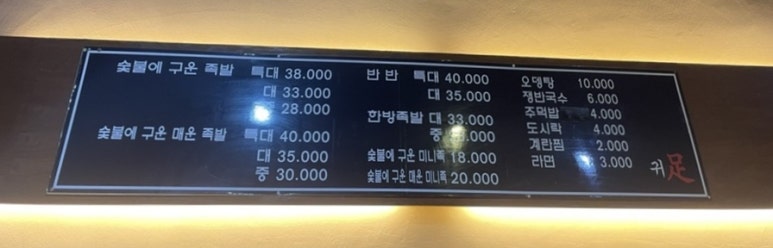 숯불에 구운 족발 특대 38.000
대 33.000
28.000
숯불에 구운 매운 족발 특대 40.000
대 35.000
중 30.000
반 반 특대 40.000
대 35.000
한방족발 대 33.000
중
숯불에 구운 미니족 18.000
숯불에 구운 매운 미니족 20.000
오뎅탕 10.000
쟁반국수 6.000
주먹밥 4.000
도시락 4.000
계란찜 2.000
라면 3.000
귀足